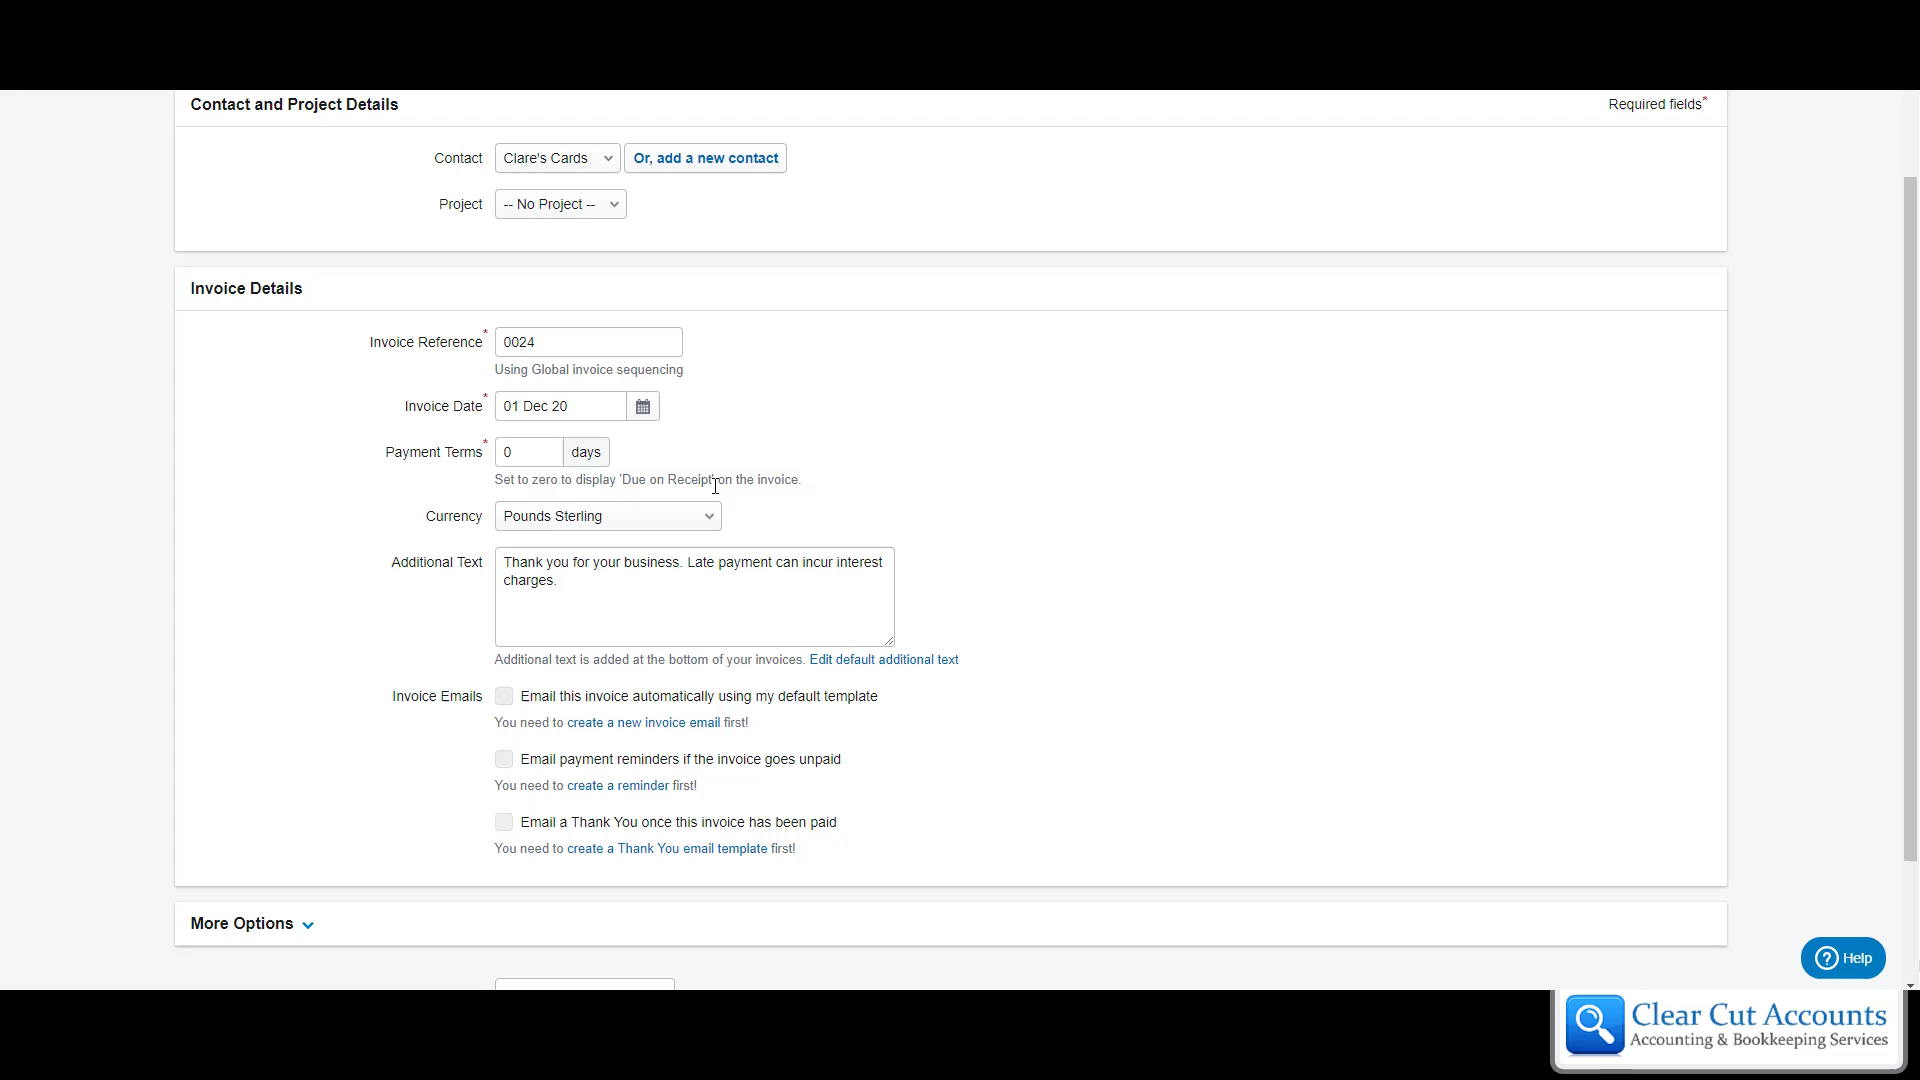 Contact and Project Details
Required fields*
Contact Clare's Cards Or, add a new contact
Project -- No Project --
Invoice Details
Invoice Reference* 0024
Using Global invoice sequencing
Invoice Date* 01 Dec 20
Payment Terms* 0 days
Set to zero to display 'Due on Receipt' on the invoice.
Currency Pounds Sterling
Additional Text Thank you for your business. Late payment can incur interest
charges.
Additional text is added at the bottom of your invoices. Edit default additional text
Invoice Emails Email this invoice automatically using my default template
You need to create a new invoice email first!
Email payment reminders if the invoice goes unpaid
You need to create a reminder first!
Email a Thank You once this invoice has been paid
You need to create a Thank You email template first!
More Options
? Help
Clear Cut Accounts
Accounting & Bookkeeping Services